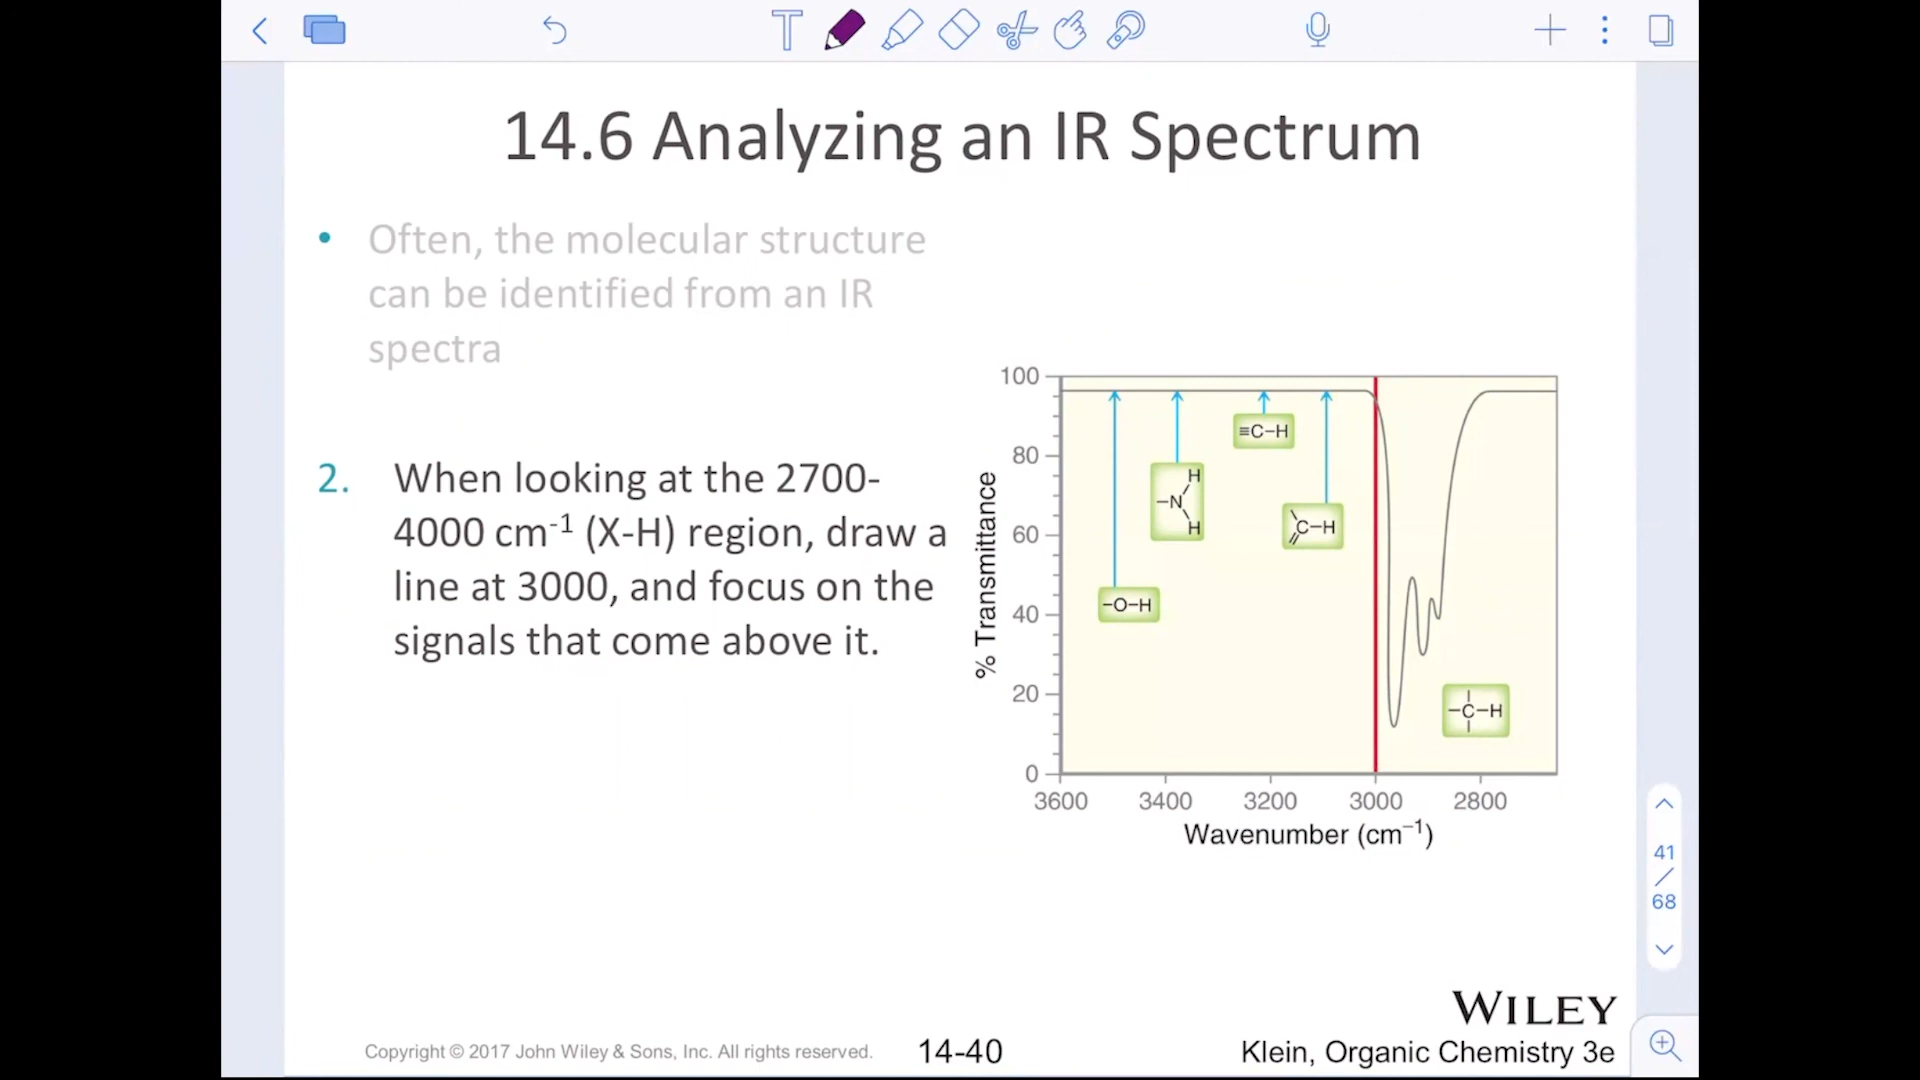 14.6 Analyzing an IR Spectrum
• Often, the molecular structure
can be identified from an IR
spectra
2. When looking at the 2700-
4000 cm⁻¹ (X-H) region, draw a
line at 3000, and focus on the
signals that come above it.
% Transmittance
100
80
60
40
20
0
≡C–H
H
–N
H
C–H
–O–H
–C–H
3600 3400 3200 3000 2800
Wavenumber (cm⁻¹)
41
/
68
WILEY
Copyright © 2017 John Wiley & Sons, Inc. All rights reserved.
14-40
Klein, Organic Chemistry 3e